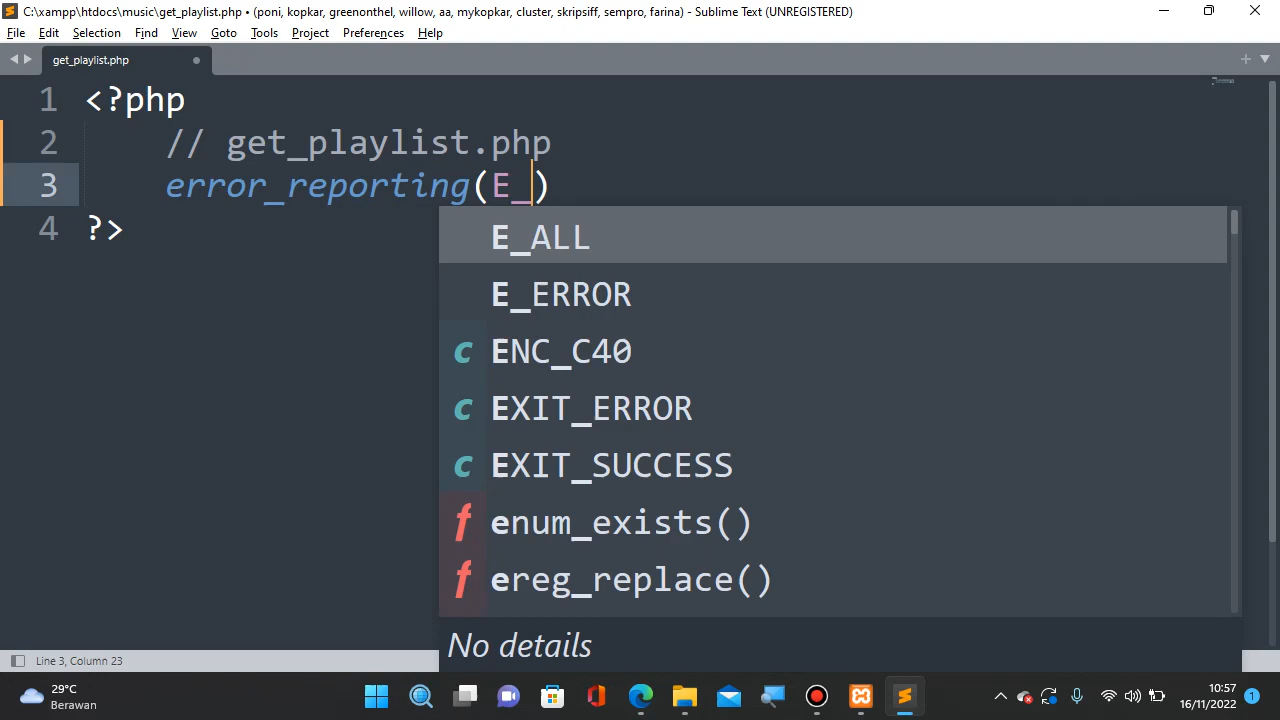 C:\xampp\htdocs\music\get_playlist.php • (poni, kopkar, greenonthel, willow, ta, mykopkar, cluster, skripsiff, sempro, farina) - Sublime Text (UNREGISTERED)
File Edit Selection Find View Goto Tools Project Preferences Help
get_playlist.php
1 <?php
2 // get_playlist.php
3 error_reporting(E_)
4 ?>
E_ALL
E_ERROR
c ENC_C40
c EXIT_ERROR
c EXIT_SUCCESS
f enum_exists()
f ereg_replace()
No details
Line 3, Column 23
29°C
Berawan
10:57
16/11/2022
1